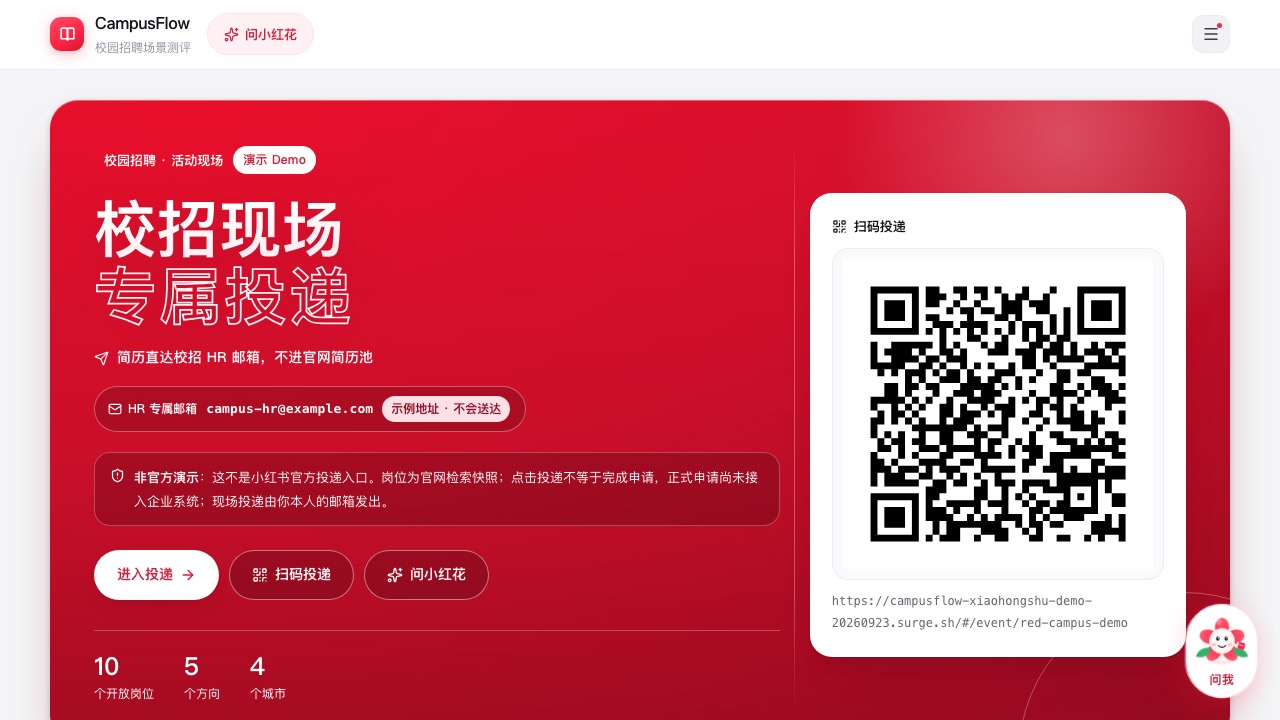 CampusFlow
校园招聘场景测评
问小红花
校园招聘 · 活动现场
演示 Demo
校招现场
专属投递
简历直达校招 HR 邮箱，不进官网简历池
HR 专属邮箱 campus-hr@example.com 示例地址 · 不会送达
非官方演示：这不是小红书官方投递入口。岗位为官网检索快照；点击投递不等于完成申请，正式申请尚未接
入企业系统；现场投递由你本人的邮箱发出。
进入投递
扫码投递
问小红花
10
个开放岗位
5
个方向
4
个城市
扫码投递
https://campusflow-xiaohongshu-demo-
20260923.surge.sh/#/event/red-campus-demo
问我